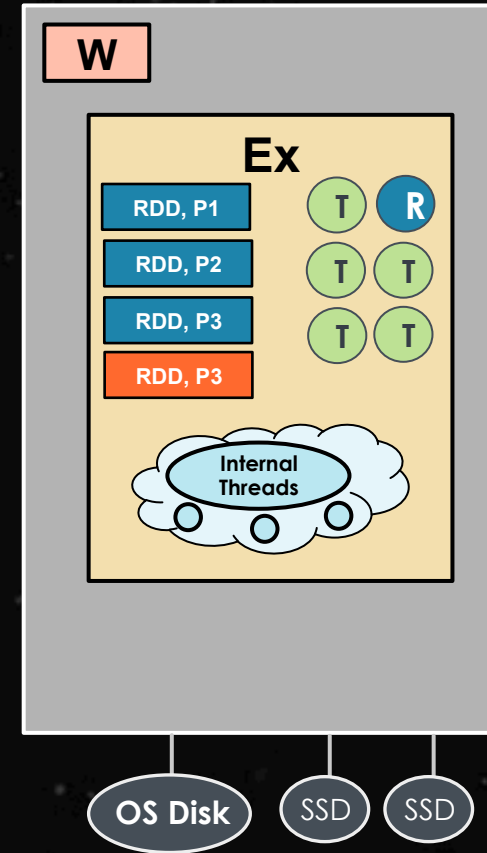 W
Ex
RDD, P1
T
R
RDD, P2
T
T
RDD, P3
T
T
RDD, P3
Internal
Threads
OS Disk
SSD
SSD